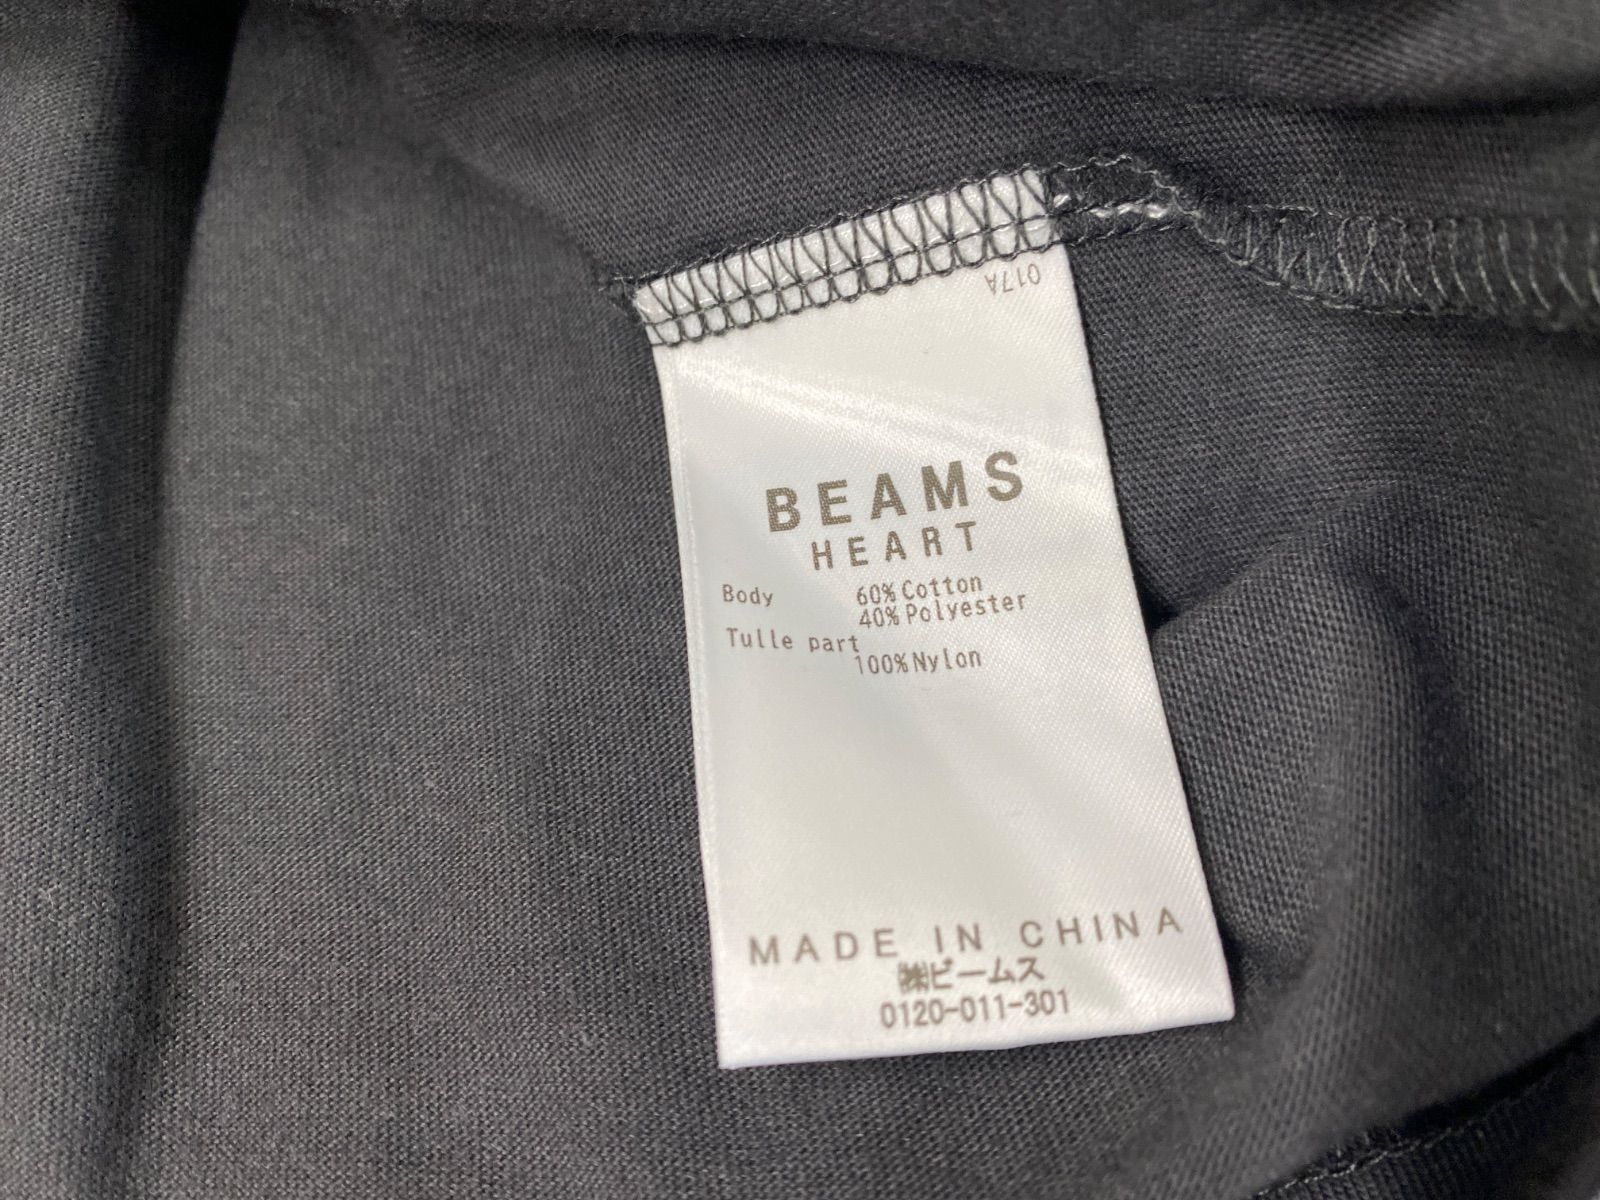 017A
BEAMS
HEART
Body 60% Cotton
40% Polyester
Tulle part
100% Nylon
MADE IN CHINA
㈱ビームス
0120-011-301